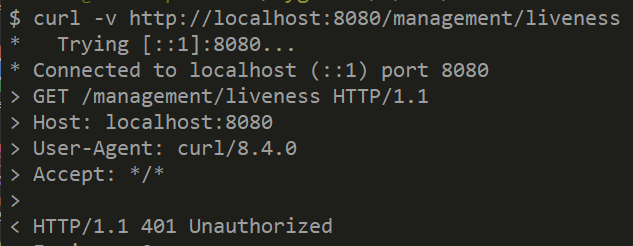 $ curl -v http://localhost:8080/management/liveness
*   Trying [::1]:8080...
* Connected to localhost (::1) port 8080
> GET /management/liveness HTTP/1.1
> Host: localhost:8080
> User-Agent: curl/8.4.0
> Accept: */*
>
< HTTP/1.1 401 Unauthorized